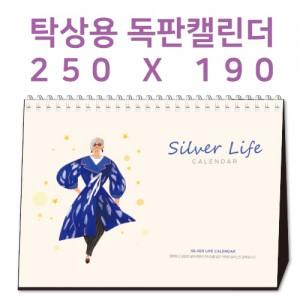 탁상용 독판캘린더
250 X 190
Silver Life
CALENDAR
SILVER LIFE CALENDAR